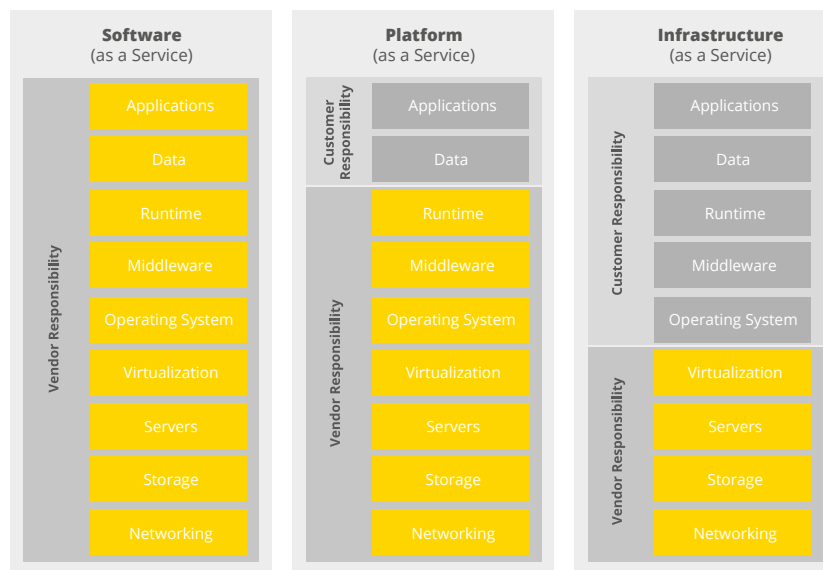 Software
(as a Service)
Vendor Responsibility
Applications
Data
Runtime
Middleware
Operating System
Virtualization
Servers
Storage
Networking
Platform
(as a Service)
Customer
Responsibility
Applications
Data
Vendor Responsibility
Runtime
Middleware
Operating System
Virtualization
Servers
Storage
Networking
Infrastructure
(as a Service)
Customer Responsibility
Applications
Data
Runtime
Middleware
Operating System
Vendor Responsibility
Virtualization
Servers
Storage
Networking